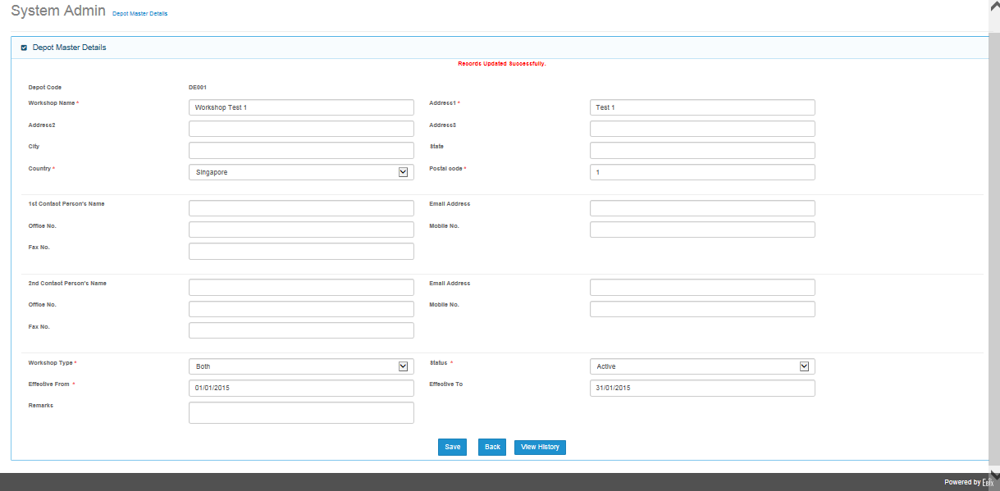 System Admin Depot Master Details
Depot Master Details
Records Updated Successfully.
Depot Code DE001
Workshop Name * Workshop Test 1 Address1 * Test 1
Address2 Address3
City State
Country * Singapore Postal code * 1
1st Contact Person's Name Email Address
Office No. Mobile No.
Fax No.
2nd Contact Person's Name Email Address
Office No. Mobile No.
Fax No.
Workshop Type * Both Status * Active
Effective From * 01/01/2015 Effective To 31/01/2015
Remarks
Save Back View History
Powered by Ebix